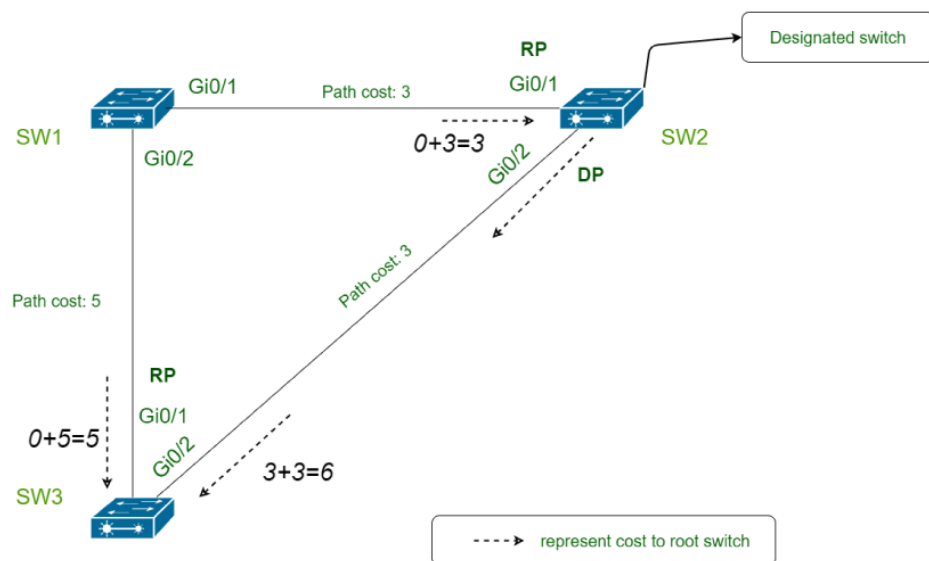 Designated switch
RP
Gi0/1
Gi0/1
Path cost: 3
SW1
SW2
0+3=3
Gi0/2
Gi0/2
DP
Path cost: 3
Path cost: 5
RP
Gi0/1
0+5=5
Gi0/2
3+3=6
SW3
represent cost to root switch